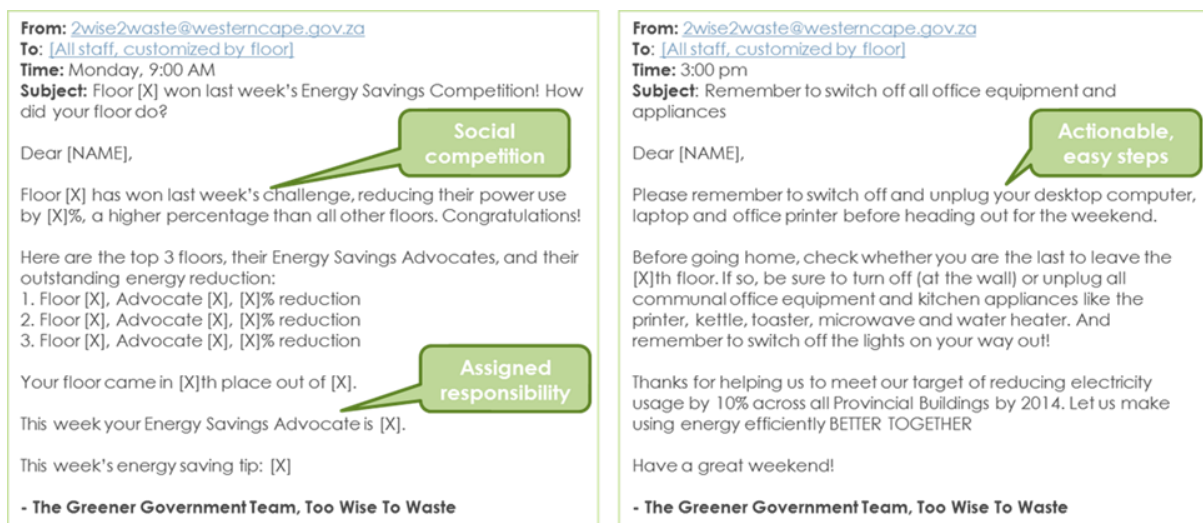 From: 2wise2waste@westerncape.gov.za
To: [All staff, customized by floor]
Time: Monday, 9:00 AM
Subject: Floor [X] won last week's Energy Savings Competition! How
did your floor do?
Social
competition
Dear [NAME],
Floor [X] has won last week's challenge, reducing their power use
by [X]%, a higher percentage than all other floors. Congratulations!
Here are the top 3 floors, their Energy Savings Advocates, and their
outstanding energy reduction:
1. Floor [X], Advocate [X], [X]% reduction
2. Floor [X], Advocate [X], [X]% reduction
3. Floor [X], Advocate [X], [X]% reduction
Assigned
responsibility
Your floor came in [X]th place out of [X].
This week your Energy Savings Advocate is [X].
This week's energy saving tip: [X]
- The Greener Government Team, Too Wise To Waste
From: 2wise2waste@westerncape.gov.za
To: [All staff, customized by floor]
Time: 3:00 pm
Subject: Remember to switch off all office equipment and
appliances
Actionable,
easy steps
Dear [NAME],
Please remember to switch off and unplug your desktop computer,
laptop and office printer before heading out for the weekend.
Before going home, check whether you are the last to leave the
[X]th floor. If so, be sure to turn off (at the wall) or unplug all
communal office equipment and kitchen appliances like the
printer, kettle, toaster, microwave and water heater. And
remember to switch off the lights on your way out!
Thanks for helping us to meet our target of reducing electricity
usage by 10% across all Provincial Buildings by 2014. Let us make
using energy efficiently BETTER TOGETHER
Have a great weekend!
- The Greener Government Team, Too Wise To Waste